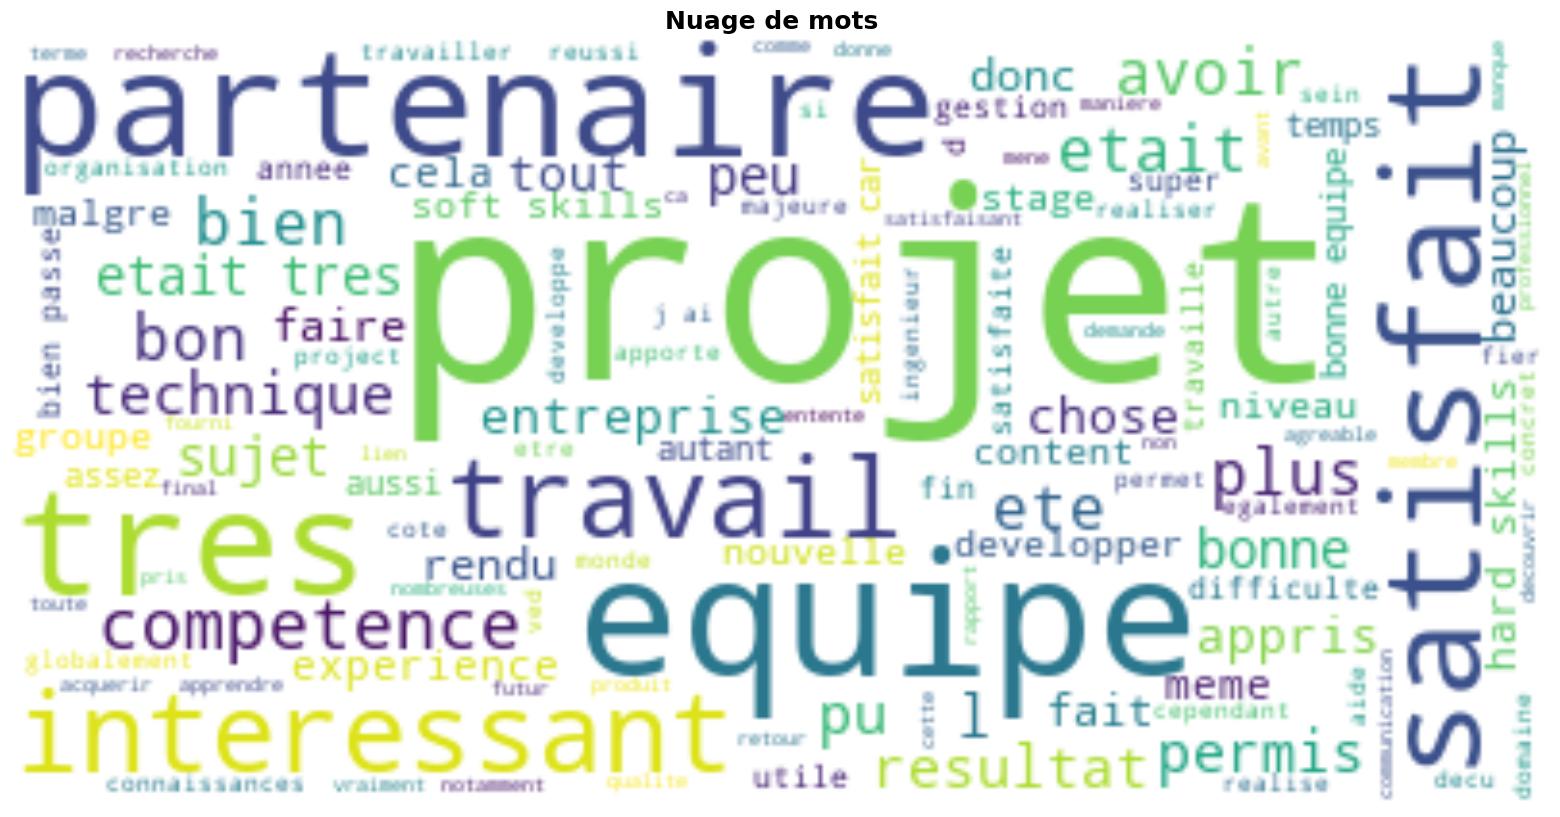 Nuage de mots
terme
recherche
travailler
reussi
comme
donne
partenaire
si
donc
avoir
gestion
maniere
sein
manque
organisation
annee
cela
tout
peu
d
mene
etait
avant
temps
malgre
bien
soft skills
ca
majeure
satisfait car
satisfaisant
stage
super
realiser
bonne equipe
beaucoup
professionnel
satisfait
bien passe
etait tres
projet
bon
faire
project
developpe
j ai
apporte
ingenieur
satisfaite
demande
travaille
autre
fier
technique
entreprise
entente
chose
niveau
groupe
fourni
sujet
lien
etre
autant
content
non
agreable
assez
final
aussi
travail
fin
permet
plus
membre
egalement
hard skills
concret
decouvrir
tres
cote
ete
rendu
monde
nouvelle
developper
bonne
pris
nombreuses
difficulte
toute
competence
ved
equipe
rapport
appris
globalement
experience
acquerir
apprendre
futur
produit
meme
aide
communication
interessant
pu
cette
l
fait
cependant
retour
resultat
permis
domaine
connaissances
vraiment
notamment
qualite
utile
realise
decu